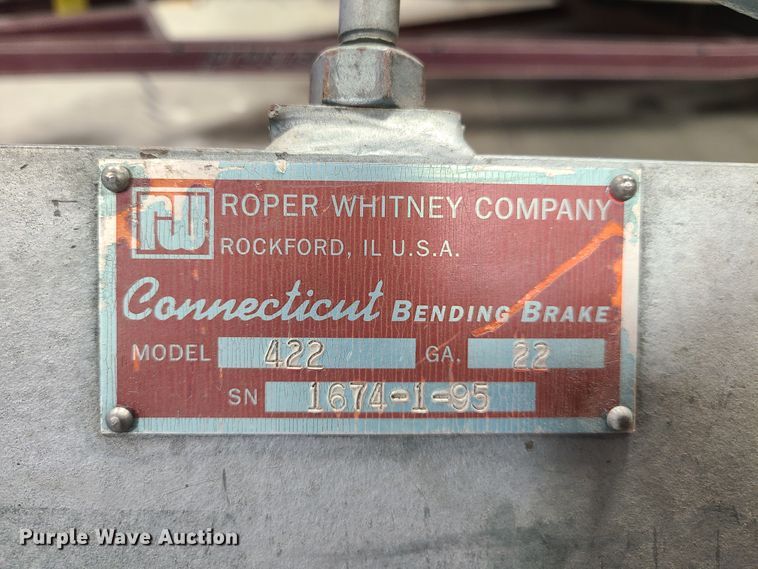 rw ROPER WHITNEY COMPANY
ROCKFORD, IL U.S.A.
Connecticut BENDING BRAKE
MODEL 422 GA. 22
SN 1674-1-95
Purple Wave Auction